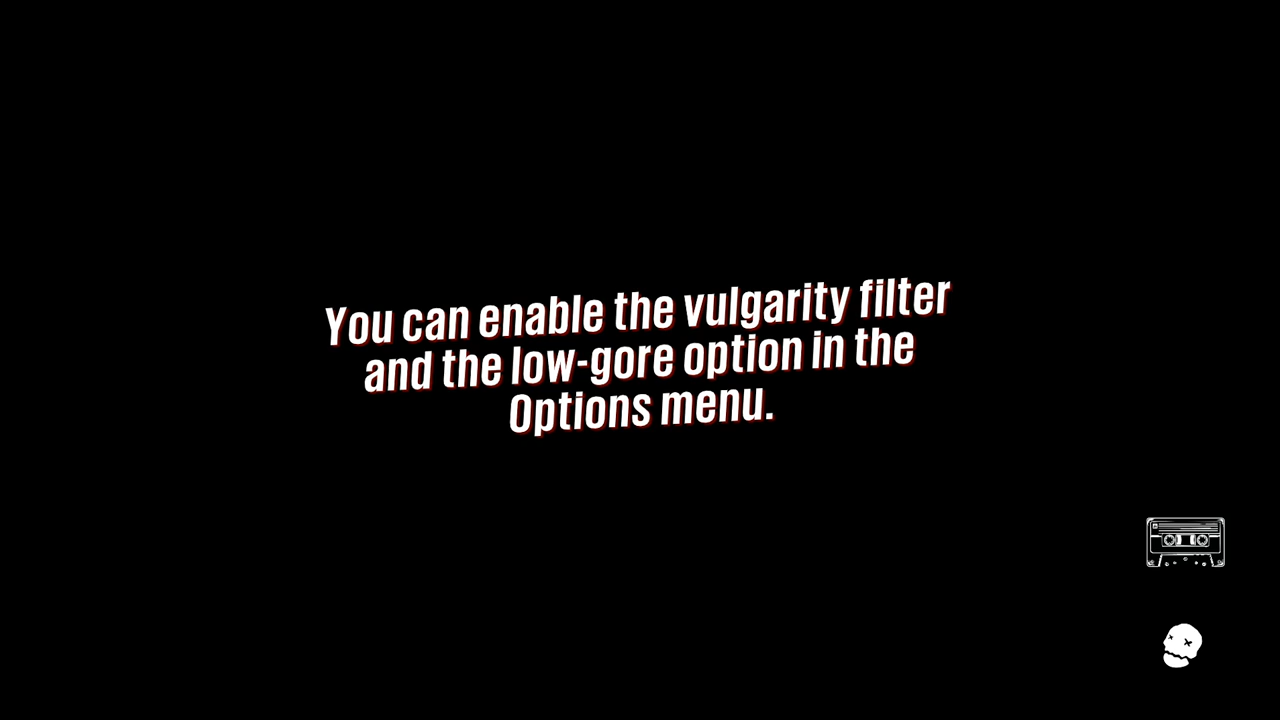 You can enable the vulgarity filter
and the low-gore option in the
Options menu.